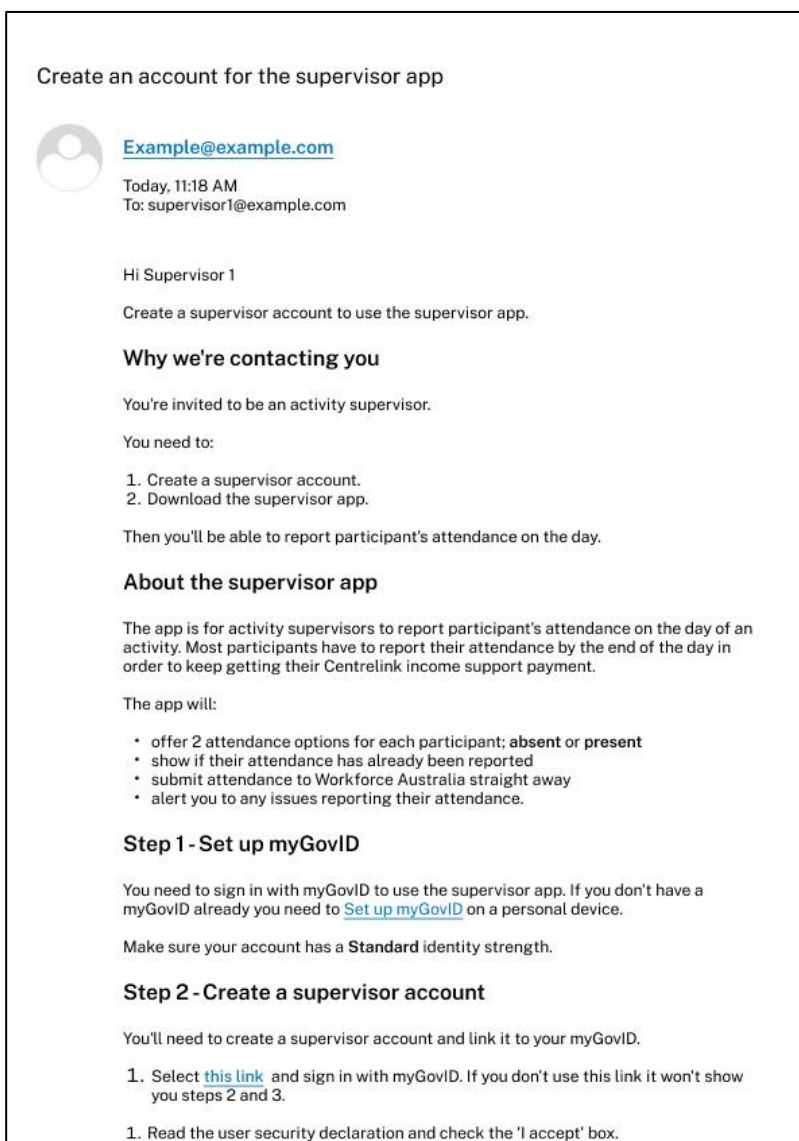 Create an account for the supervisor app
Example@example.com
Today, 11:18 AM
To: supervisor1@example.com
Hi Supervisor 1
Create a supervisor account to use the supervisor app.
Why we're contacting you
You're invited to be an activity supervisor.
You need to:
1. Create a supervisor account.
2. Download the supervisor app.
Then you'll be able to report participant's attendance on the day.
About the supervisor app
The app is for activity supervisors to report participant's attendance on the day of an
activity. Most participants have to report their attendance by the end of the day in
order to keep getting their Centrelink income support payment.
The app will:
• offer 2 attendance options for each participant; absent or present
• show if their attendance has already been reported
• submit attendance to Workforce Australia straight away
• alert you to any issues reporting their attendance.
Step 1 - Set up myGovID
You need to sign in with myGovID to use the supervisor app. If you don't have a
myGovID already you need to Set up myGovID on a personal device.
Make sure your account has a Standard identity strength.
Step 2 - Create a supervisor account
You'll need to create a supervisor account and link it to your myGovID.
1. Select this link and sign in with myGovID. If you don't use this link it won't show
you steps 2 and 3.
1. Read the user security declaration and check the 'I accept' box.